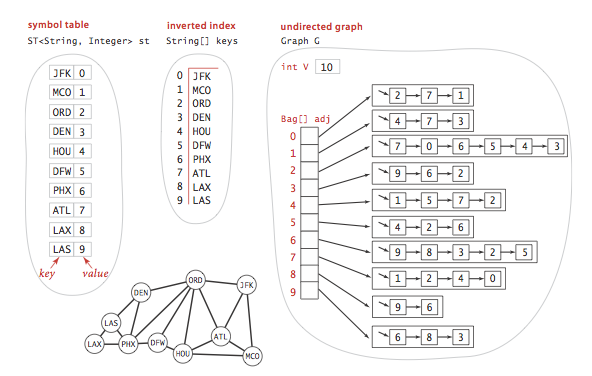 symbol table
ST<String, Integer> st
JFK 0
MCO 1
ORD 2
DEN 3
HOU 4
DFW 5
PHX 6
ATL 7
LAX 8
LAS 9
key value
inverted index
String[] keys
0 JFK
1 MCO
2 ORD
3 DEN
4 HOU
5 DFW
6 PHX
7 ATL
8 LAX
9 LAS
undirected graph
Graph G
int V 10
Bag[] adj
0
1
2
3
4
5
6
7
8
9
2 7 1
4 7 3
7 0 6 5 4 3
9 6 2
1 5 7 2
4 2 6
9 8 3 2 5
1 2 4 0
9 6
6 8 3
ORD
JFK
DEN
LAS
ATL
LAX
PHX
DFW
HOU
MCO